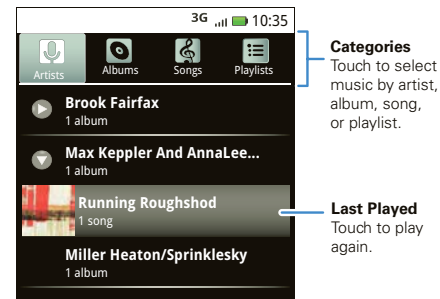 3G 10:35
Artists Albums Songs Playlists
Brook Fairfax
1 album
Max Keppler And AnnaLee...
1 album
Running Roughshod
1 song
Miller Heaton/Sprinklesky
1 album
Categories
Touch to select
music by artist,
album, song,
or playlist.
Last Played
Touch to play
again.